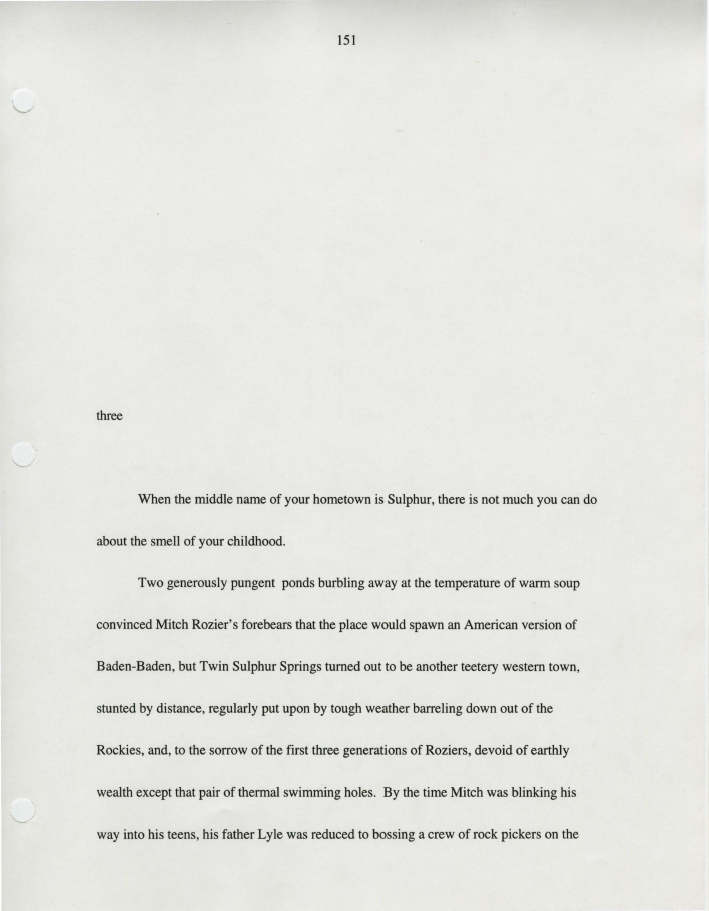 151
three
When the middle name of your hometown is Sulphur, there is not much you can do
about the smell of your childhood.
Two generously pungent ponds burbling away at the temperature of warm soup
convinced Mitch Rozier's forebears that the place would spawn an American version of
Baden-Baden, but Twin Sulphur Springs turned out to be another teetery western town,
stunted by distance, regularly put upon by tough weather barreling down out of the
Rockies, and, to the sorrow of the first three generations of Roziers, devoid of earthly
wealth except that pair of thermal swimming holes. By the time Mitch was blinking his
way into his teens, his father Lyle was reduced to bossing a crew of rock pickers on the